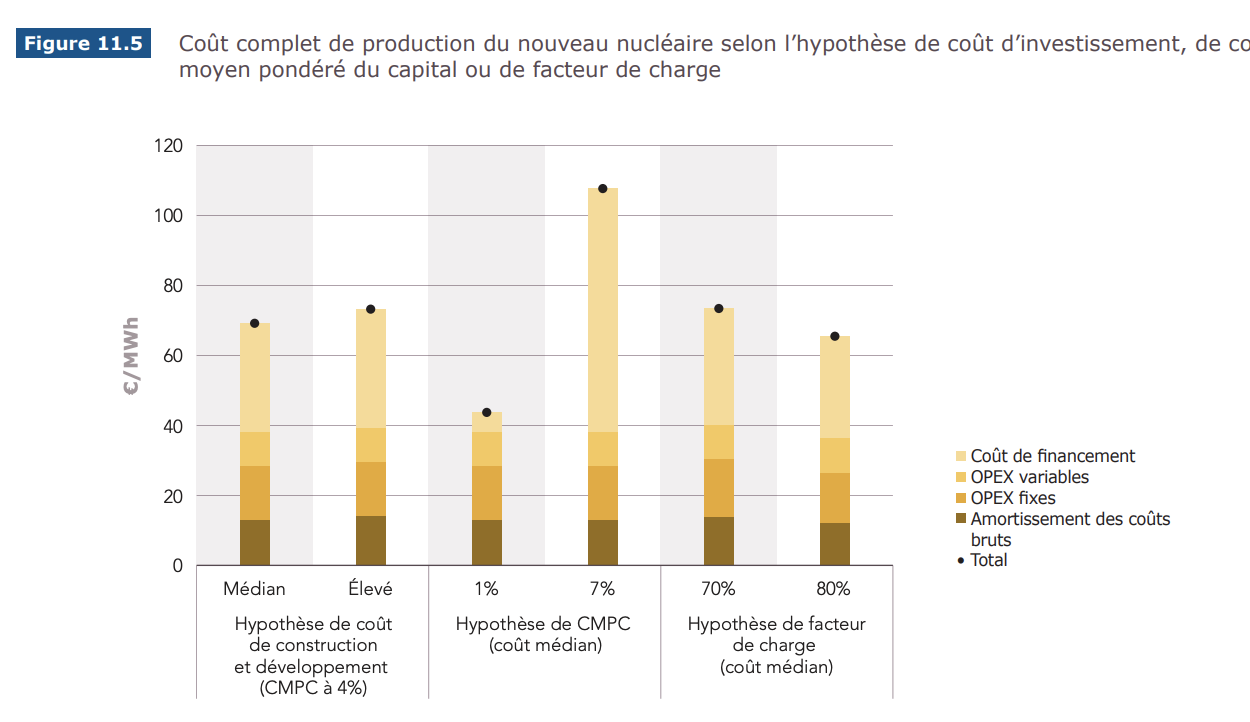 Figure 11.5
Coût complet de production du nouveau nucléaire selon l’hypothèse de coût d’investissement, de co
moyen pondéré du capital ou de facteur de charge
€/MWh
120
100
80
60
40
20
0
Médian Élevé 1% 7% 70% 80%
Hypothèse de coût
de construction
et développement
(CMPC à 4%)
Hypothèse de CMPC
(coût médian)
Hypothèse de facteur
de charge
(coût médian)
Coût de financement
OPEX variables
OPEX fixes
Amortissement des coûts
bruts
Total